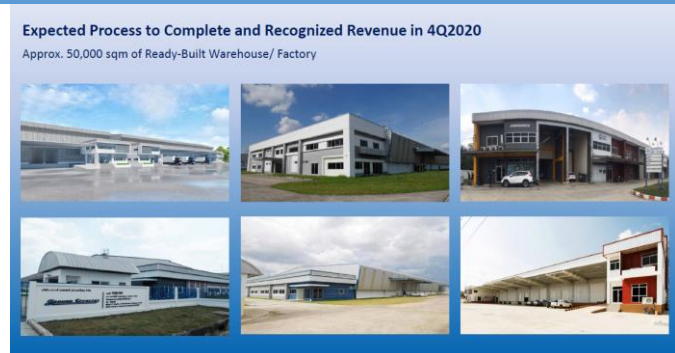 Expected Process to Complete and Recognized Revenue in 4Q2020
Approx. 50,000 sqm of Ready-Built Warehouse/ Factory